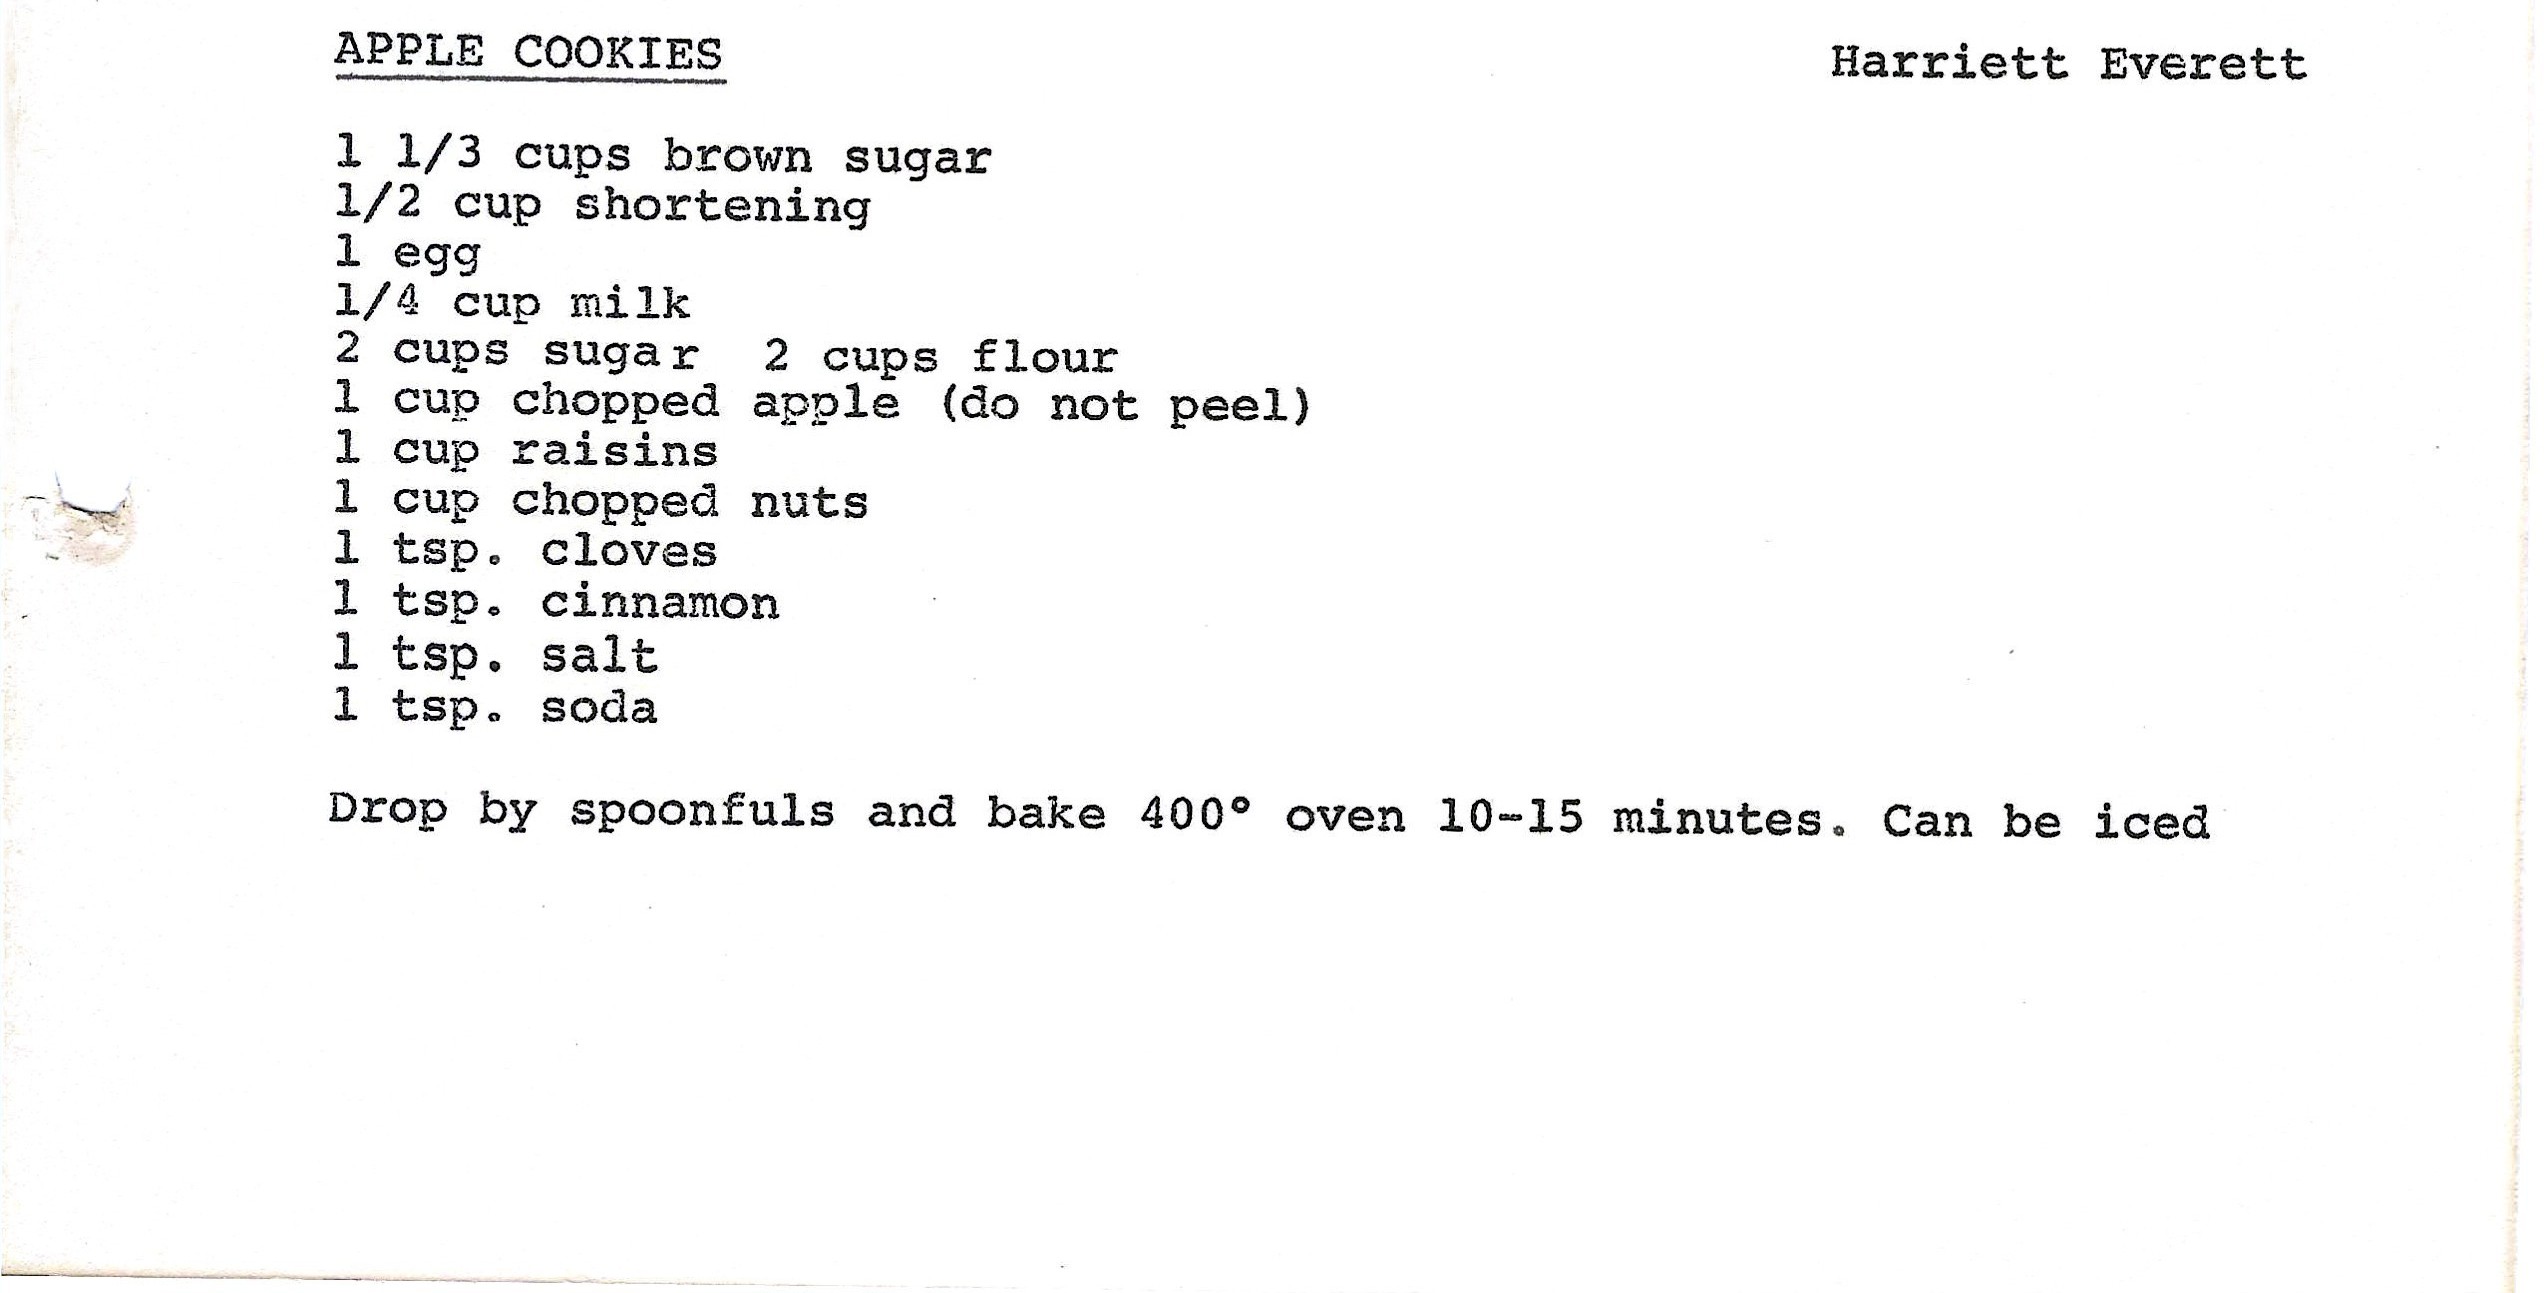 APPLE COOKIES Harriett Everett
1 1/3 cups brown sugar
1/2 cup shortening
1 egg
1/4 cup milk
2 cups sugar 2 cups flour
1 cup chopped apple (do not peel)
1 cup raisins
1 cup chopped nuts
1 tsp. cloves
1 tsp. cinnamon
1 tsp. salt
1 tsp. soda
Drop by spoonfuls and bake 400° oven 10-15 minutes. Can be iced